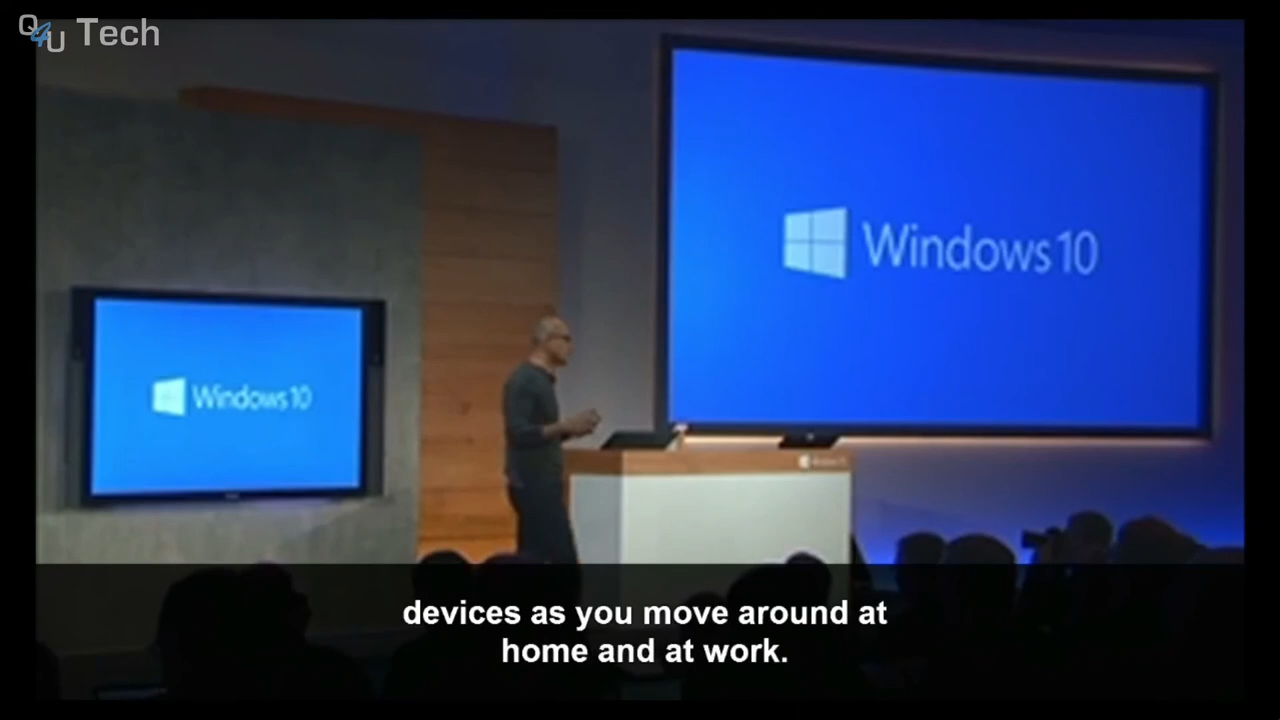 Q4U Tech
Windows 10
Windows 10
devices as you move around at
home and at work.